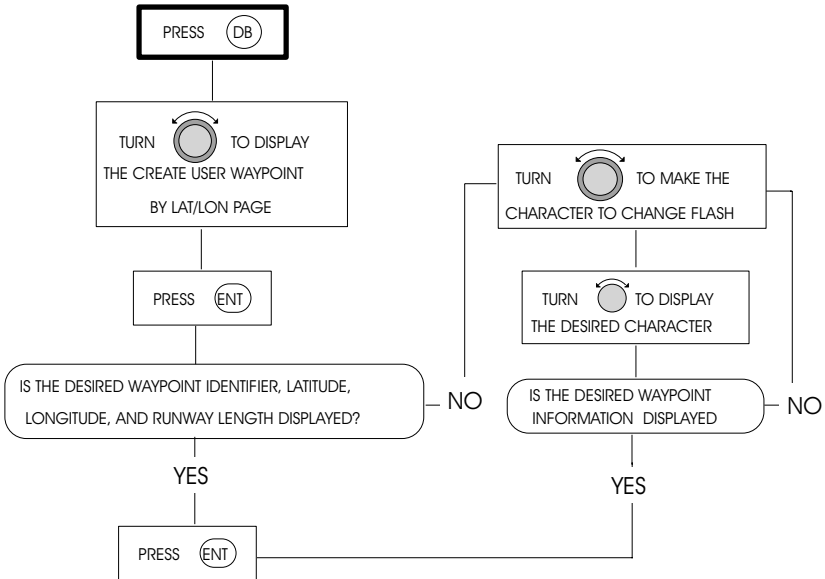 PRESS DB
TURN TO DISPLAY
THE CREATE USER WAYPOINT
BY LAT/LON PAGE
PRESS ENT
IS THE DESIRED WAYPOINT IDENTIFIER, LATITUDE,
LONGITUDE, AND RUNWAY LENGTH DISPLAYED?
NO
YES
PRESS ENT
TURN TO MAKE THE
CHARACTER TO CHANGE FLASH
TURN TO DISPLAY
THE DESIRED CHARACTER
IS THE DESIRED WAYPOINT
INFORMATION DISPLAYED
NO
YES